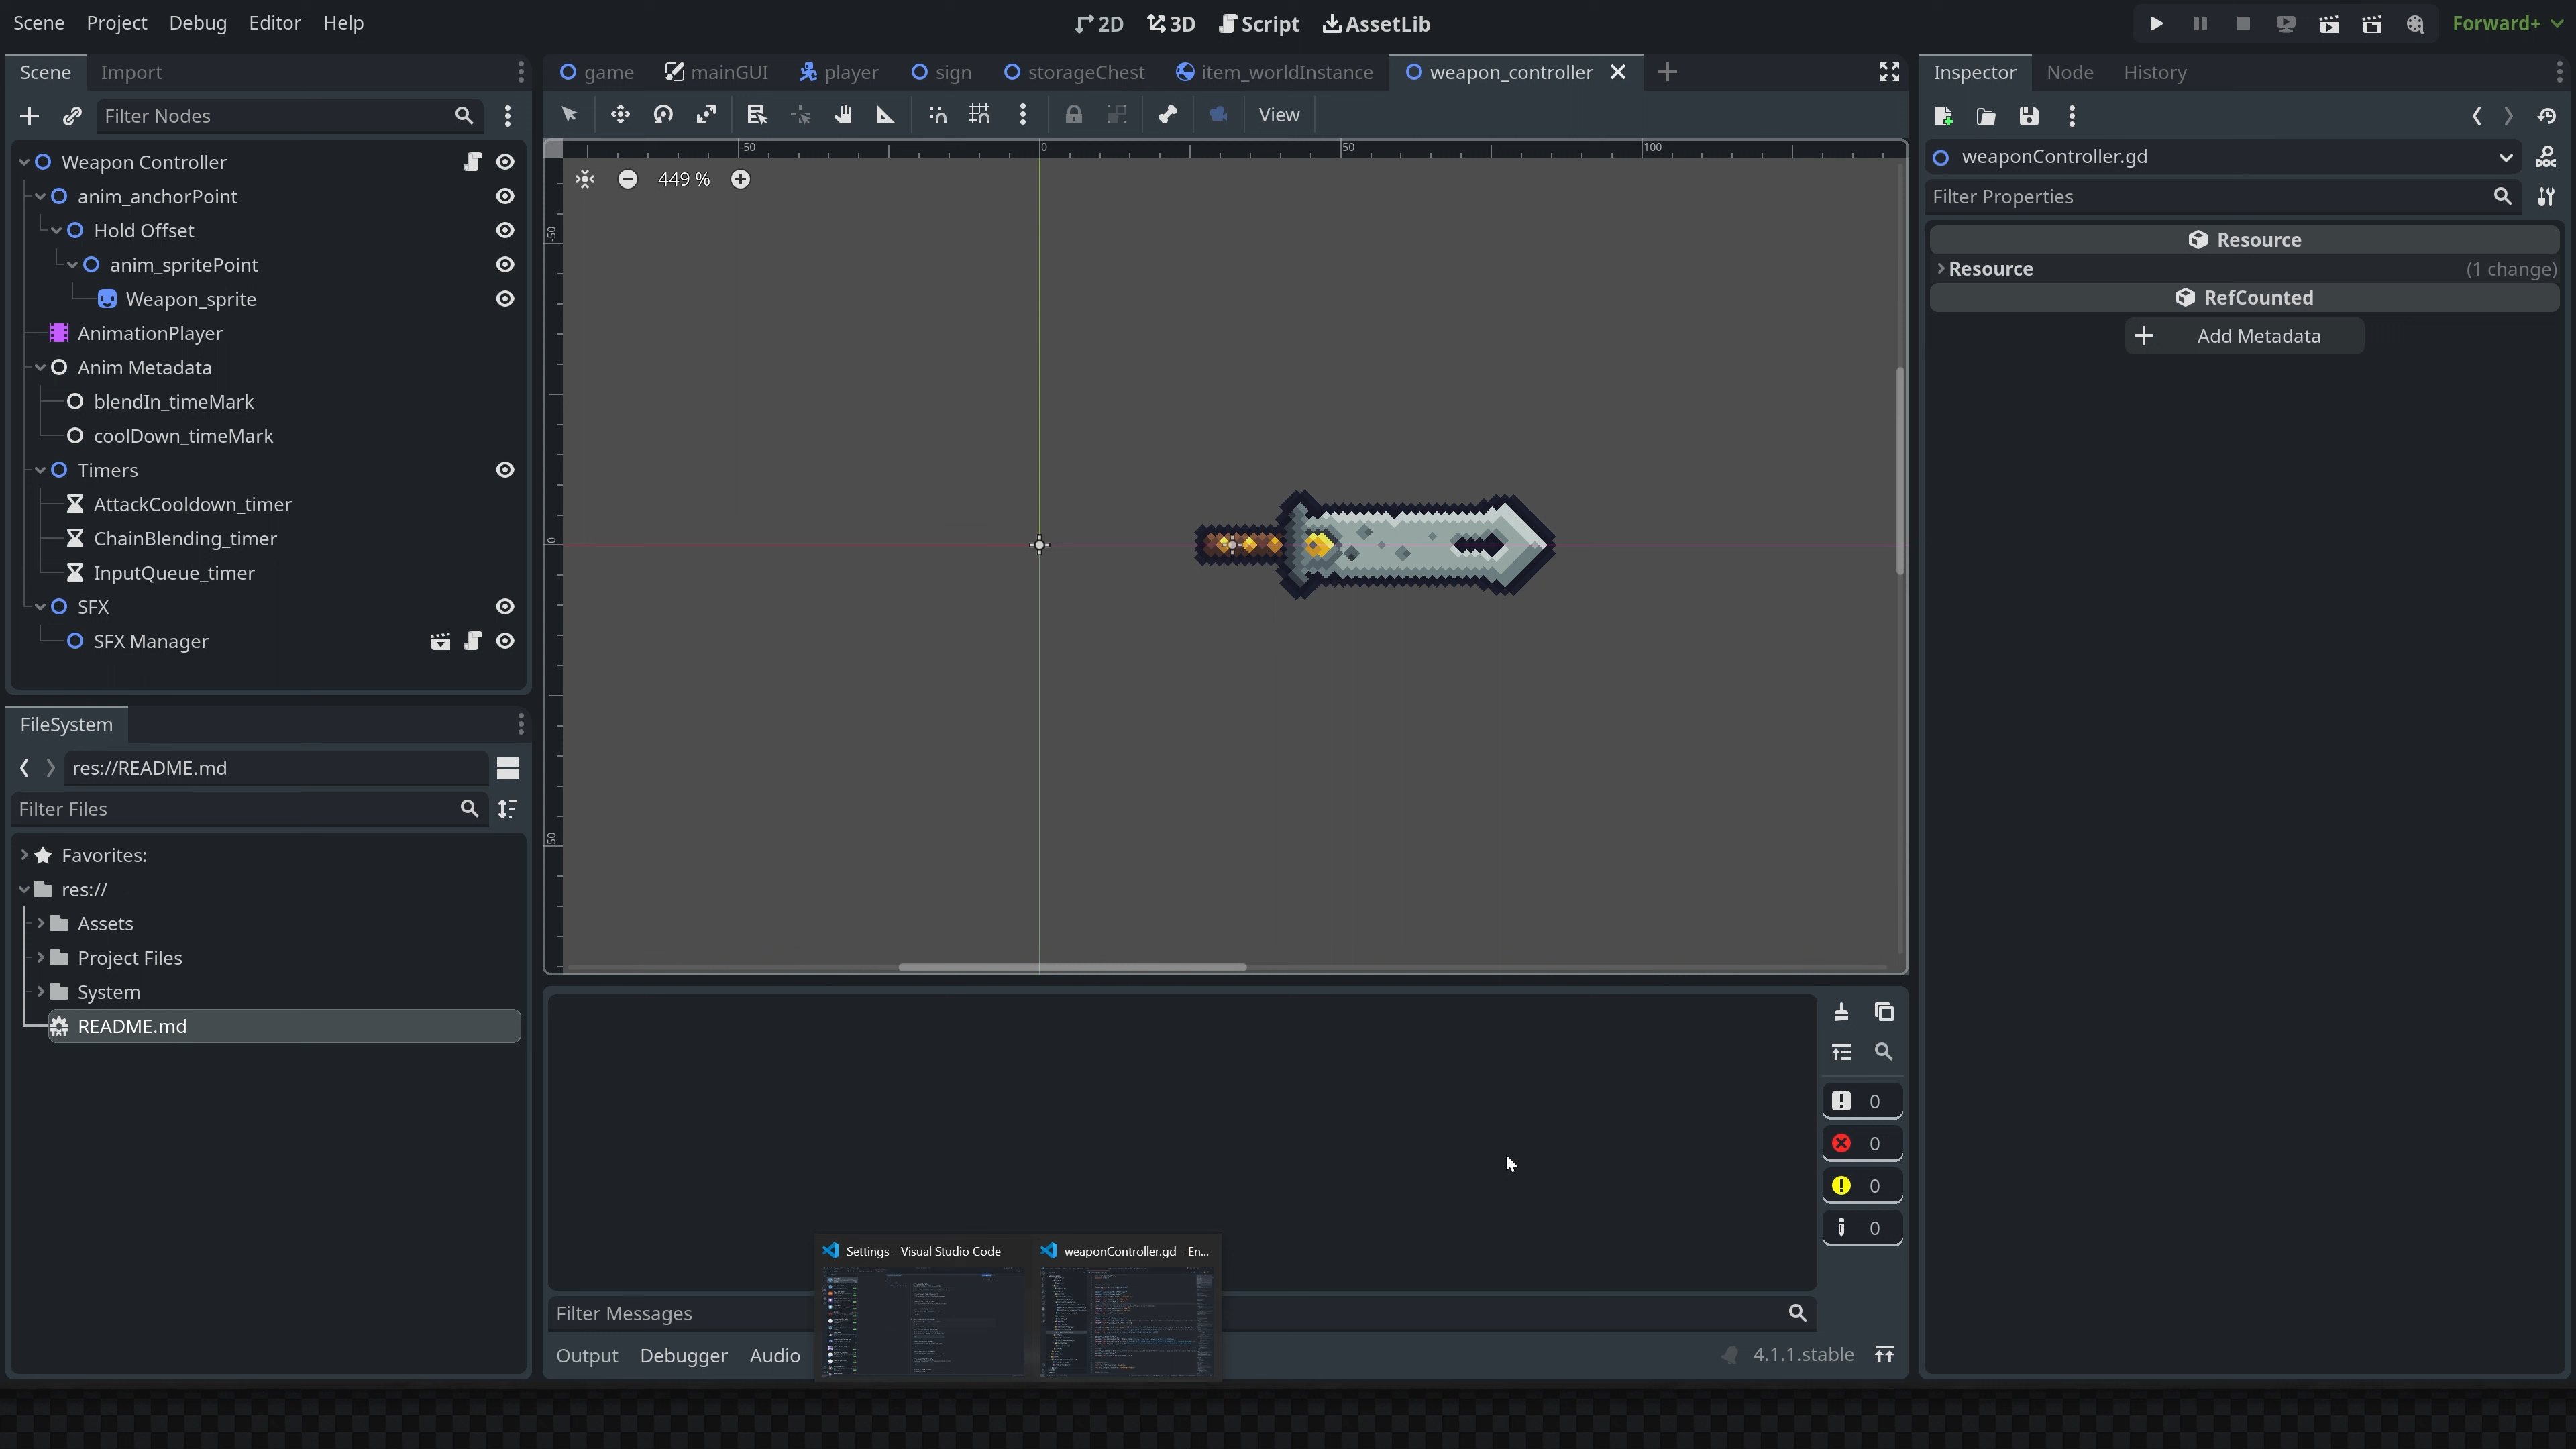 Scene Project Debug Editor Help
2D 3D Script AssetLib
Forward+
Scene Import
Filter Nodes
Weapon Controller
anim_anchorPoint
Hold Offset
anim_spritePoint
Weapon_sprite
AnimationPlayer
Anim Metadata
blendIn_timeMark
coolDown_timeMark
Timers
AttackCooldown_timer
ChainBlending_timer
InputQueue_timer
SFX
SFX Manager
FileSystem
res://README.md
Filter Files
Favorites:
res://
Assets
Project Files
System
README.md
game mainGUI player sign storageChest item_worldInstance weapon_controller
View
-50 0 50 100
449 %
-50
0
50
0
0
0
0
Settings - Visual Studio Code
weaponController.gd - En...
Filter Messages
Output Debugger Audio
4.1.1.stable
Inspector Node History
weaponController.gd
DOC
Filter Properties
Resource
Resource (1 change)
RefCounted
Add Metadata